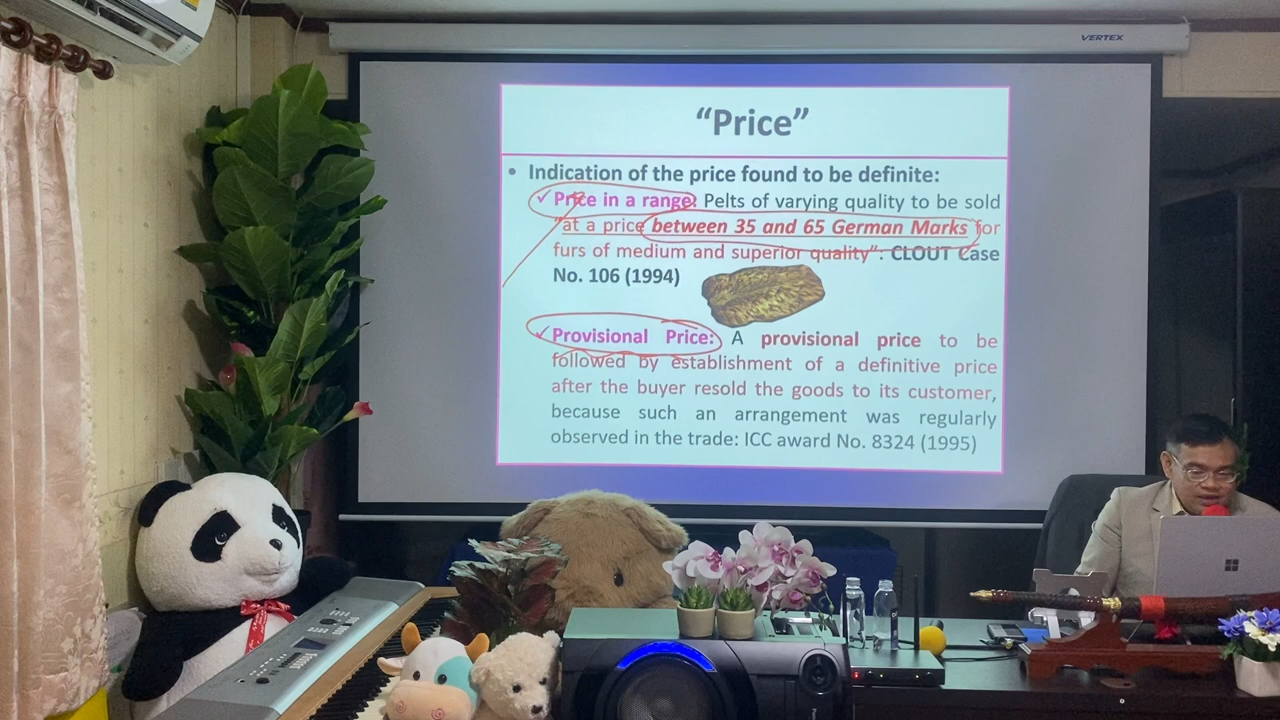 VERTEX
“Price”
• Indication of the price found to be definite:
✓ Price in a range: Pelts of varying quality to be sold
“at a price between 35 and 65 German Marks for
furs of medium and superior quality”: CLOUT Case
No. 106 (1994)
✓ Provisional Price: A provisional price to be
followed by establishment of a definitive price
after the buyer resold the goods to its customer,
because such an arrangement was regularly
observed in the trade: ICC award No. 8324 (1995)